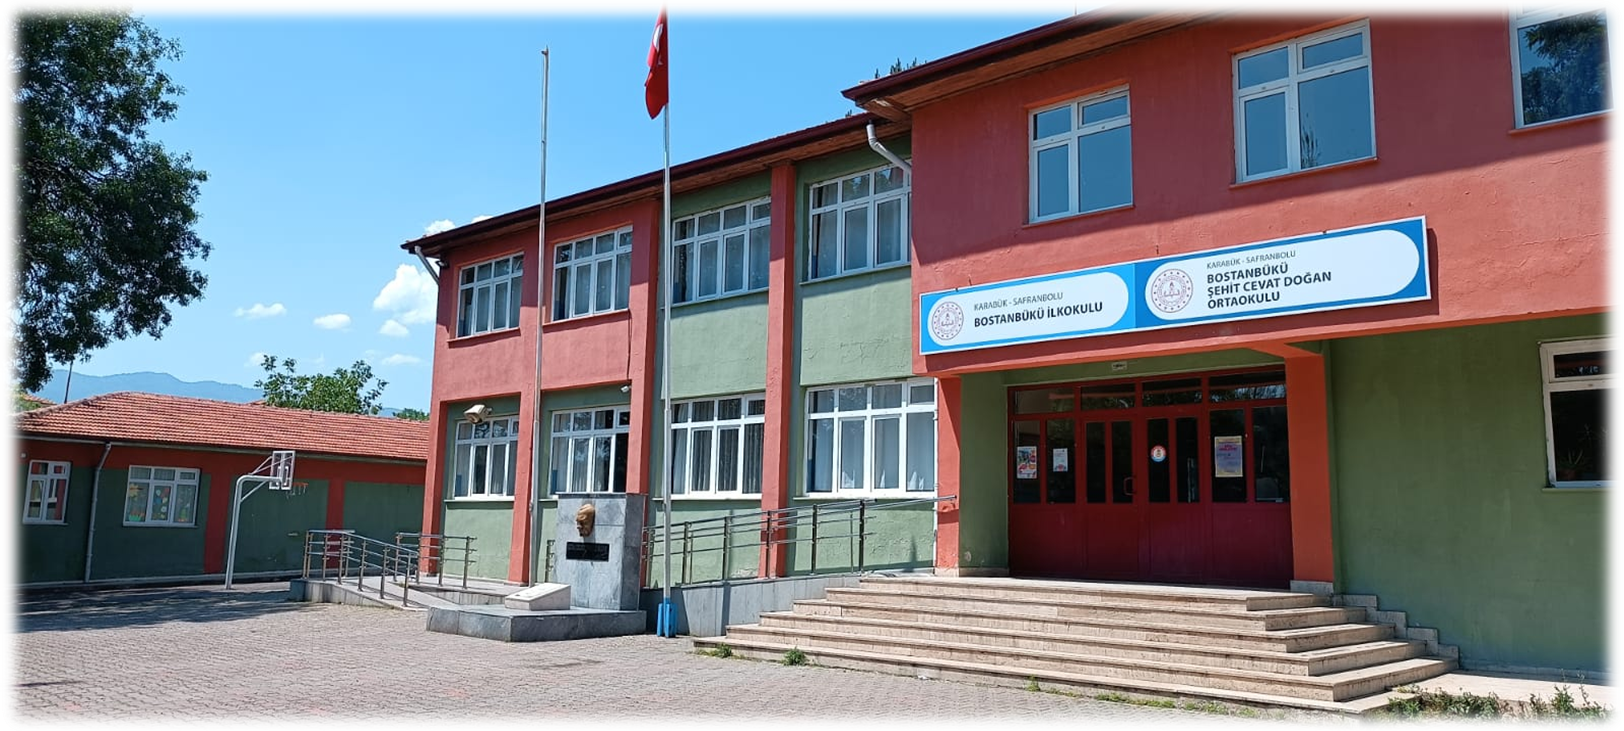 KARABÜK - SAFRANBOLU
BOSTANBÜKÜ İLKOKULU
KARABÜK - SAFRANBOLU
BOSTANBÜKÜ
ŞEHİT CEVAT DOĞAN
ORTAOKULU